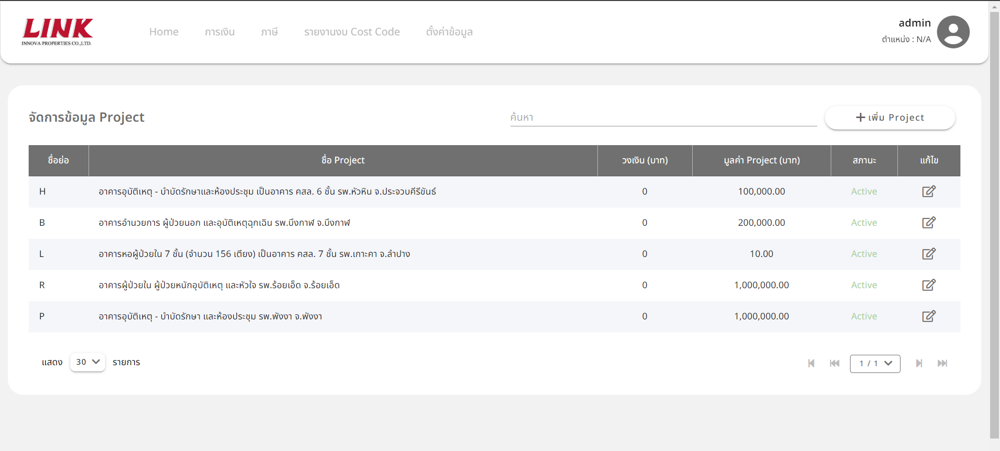 LINK
INNOVA PROPERTIES CO.,LTD.
Home การเงิน ภาษี รายงานงบ Cost Code ตั้งค่าข้อมูล
admin
ตำแหน่ง : N/A
จัดการข้อมูล Project
ค้นหา
เพิ่ม Project
ชื่อย่อ ชื่อ Project วงเงิน (บาท) มูลค่า Project (บาท) สภานะ แก้ไข
H อาคารอุบัติเหตุ - บำบัดรักษาและห้องประชุม เป็นอาคาร คสล. 6 ชั้น รพ.หัวหิน จ.ประจวบคีรีขันธ์ 0 100,000.00 Active
B อาคารอำนวยการ ผู้ป่วยนอก และอุบัติเหตุฉุกเฉิน รพ.บึงกาฬ จ.บึงกาฬ 0 200,000.00 Active
L อาคารหอผู้ป่วยใน 7 ชั้น (จำนวน 156 เตียง) เป็นอาคาร คสล. 7 ชั้น รพ.เกาะคา จ.ลำปาง 0 10.00 Active
R อาคารผู้ป่วยใน ผู้ป่วยหนักอุบัติเหตุ และหัวใจ รพ.ร้อยเอ็ด จ.ร้อยเอ็ด 0 1,000,000.00 Active
P อาคารอุบัติเหตุ - บำบัดรักษา และห้องประชุม รพ.พังงา จ.พังงา 0 1,000,000.00 Active
แสดง 30 รายการ
1 / 1